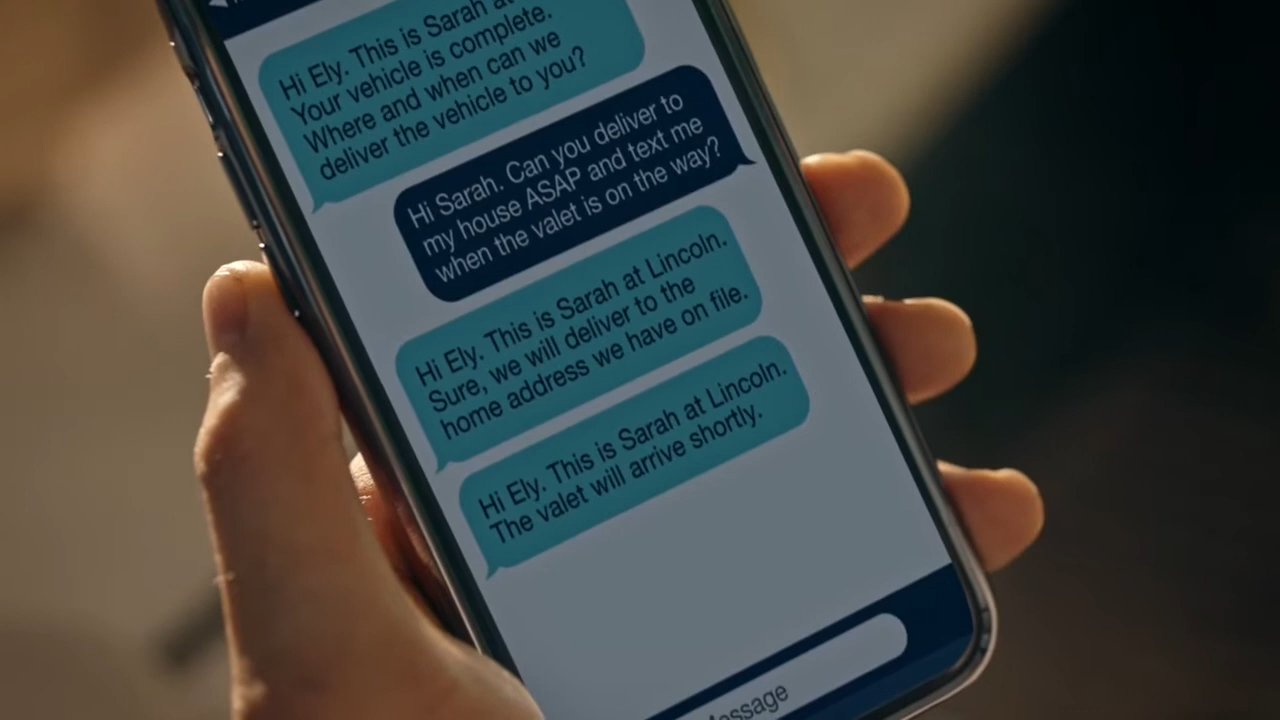 Hi Ely. This is Sarah at
Your vehicle is complete.
Where and when can we
deliver the vehicle to you?
Hi Sarah. Can you deliver to
my house ASAP and text me
when the valet is on the way?
Hi Ely. This is Sarah at Lincoln.
Sure, we will deliver to the
home address we have on file.
Hi Ely. This is Sarah at Lincoln.
The valet will arrive shortly.